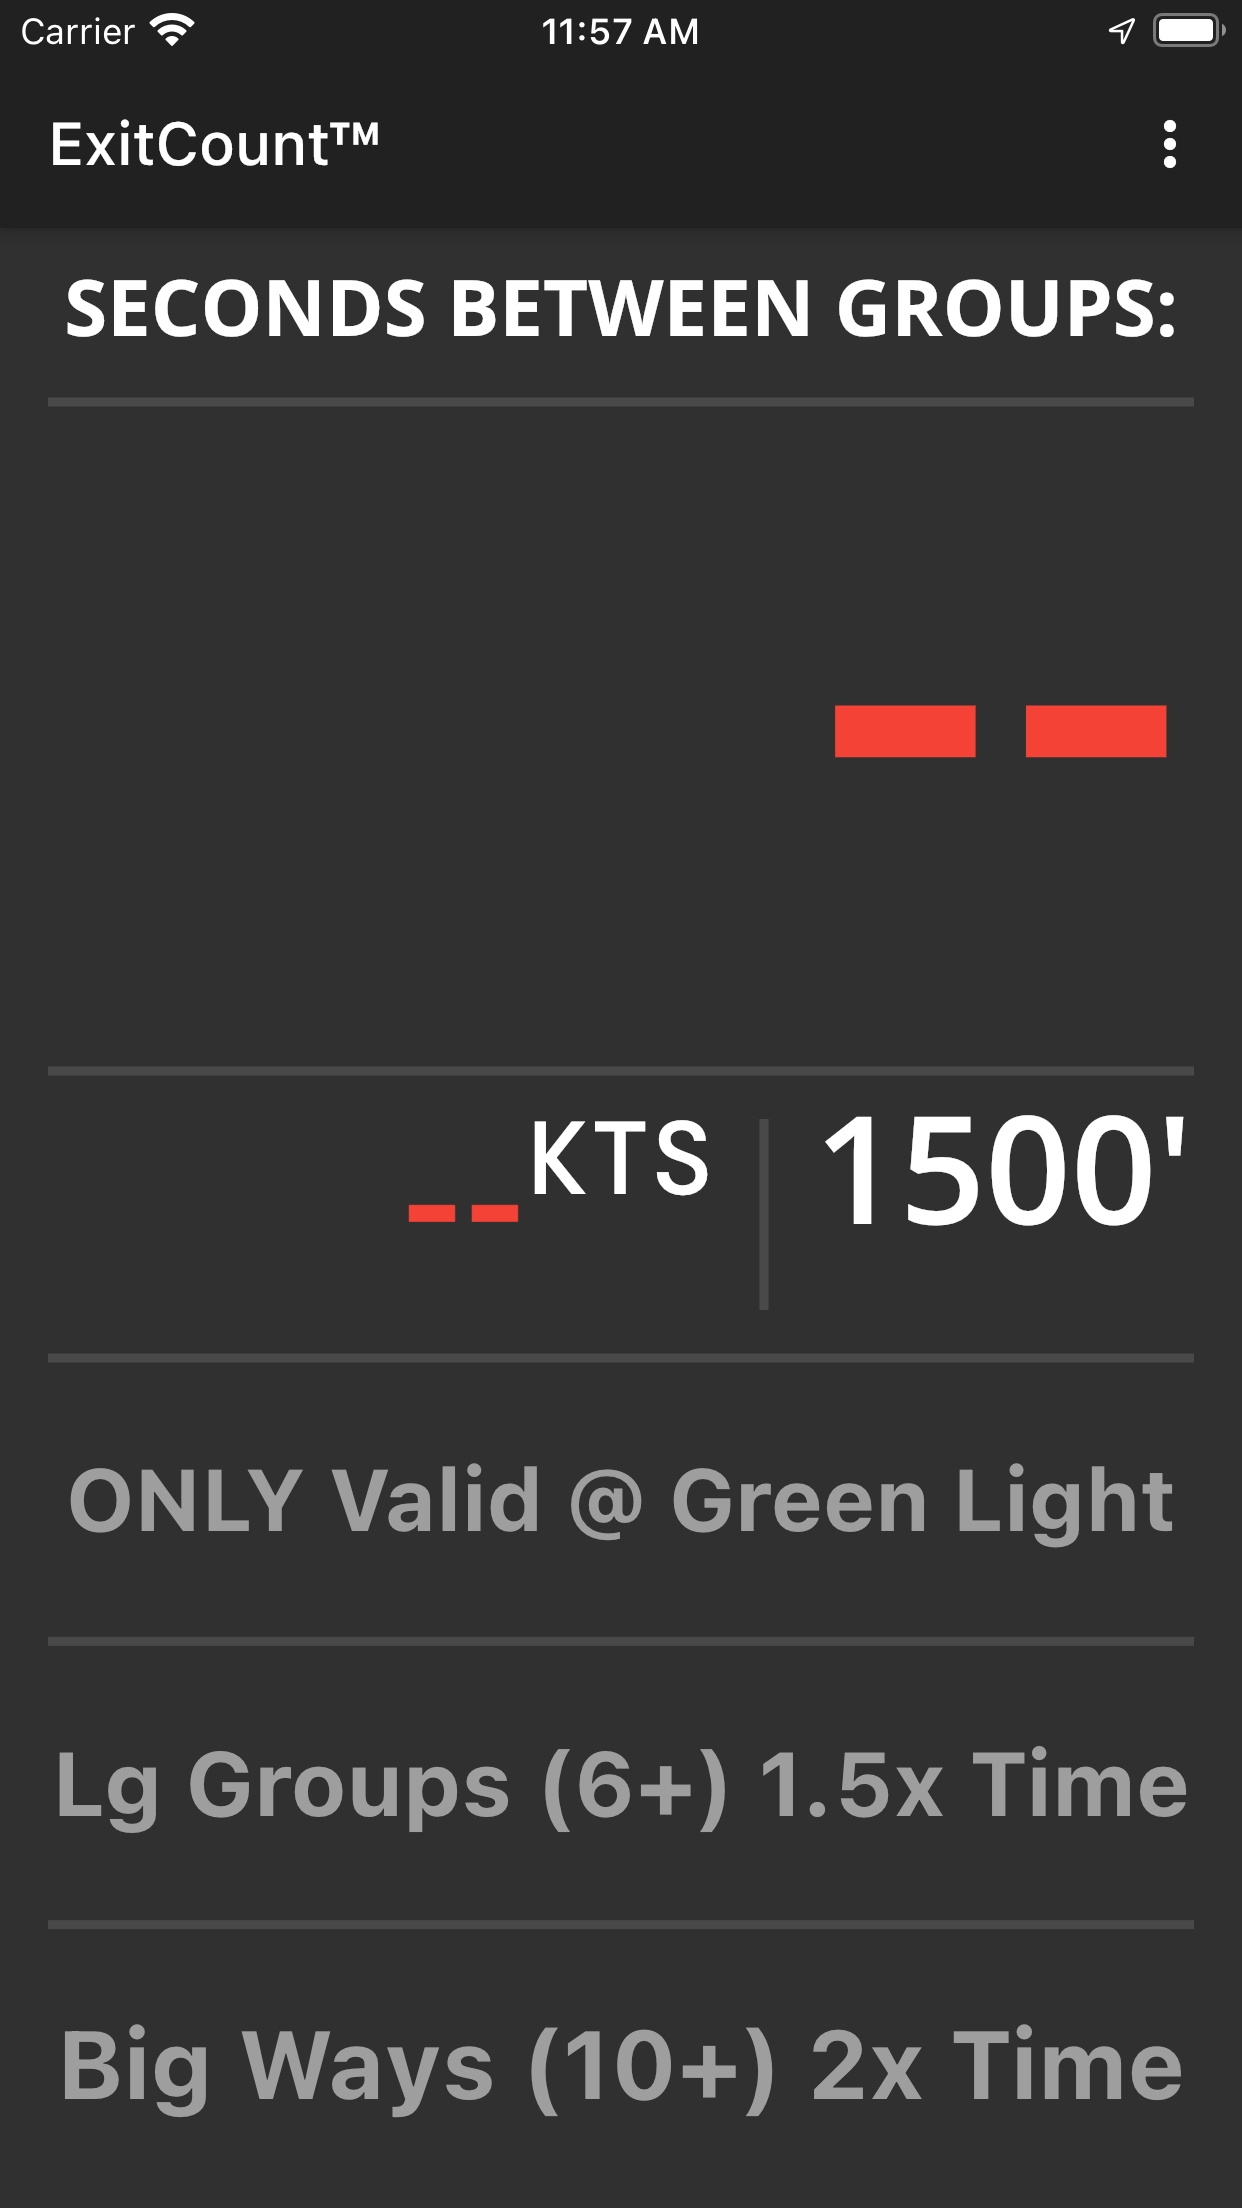 Carrier 11:57 AM
ExitCount™
SECONDS BETWEEN GROUPS:
--
--KTS 1500'
ONLY Valid @ Green Light
Lg Groups (6+) 1.5x Time
Big Ways (10+) 2x Time